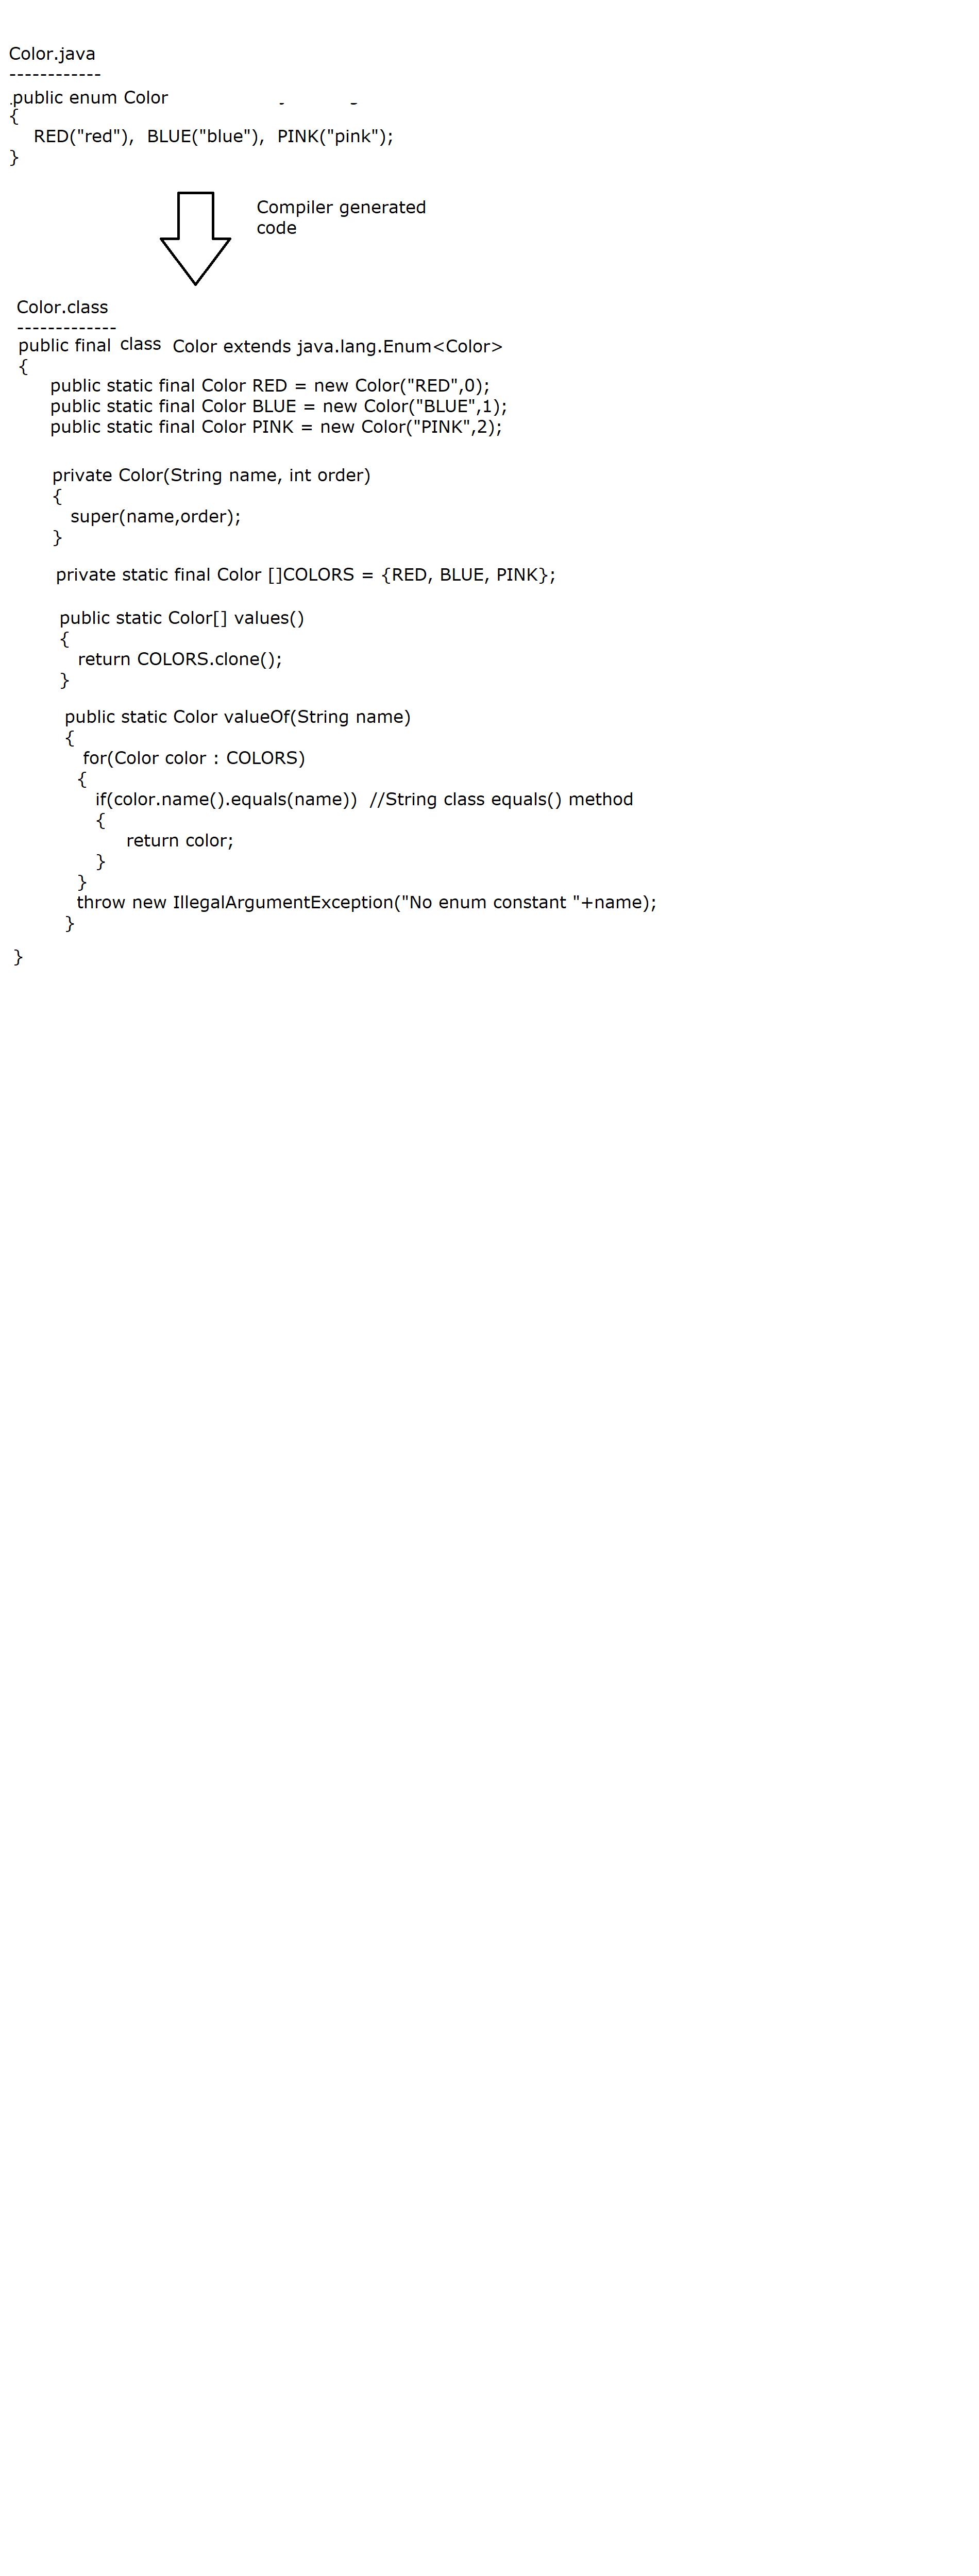 Color.java
------------
public enum Color
{
RED("red"), BLUE("blue"), PINK("pink");
}
Compiler generated
code
Color.class
-------------
public final class Color extends java.lang.Enum<Color>
{
public static final Color RED = new Color("RED",0);
public static final Color BLUE = new Color("BLUE",1);
public static final Color PINK = new Color("PINK",2);
private Color(String name, int order)
{
super(name,order);
}
private static final Color []COLORS = {RED, BLUE, PINK};
public static Color[] values()
{
return COLORS.clone();
}
public static Color valueOf(String name)
{
for(Color color : COLORS)
{
if(color.name().equals(name)) //String class equals() method
{
return color;
}
}
throw new IllegalArgumentException("No enum constant "+name);
}
}